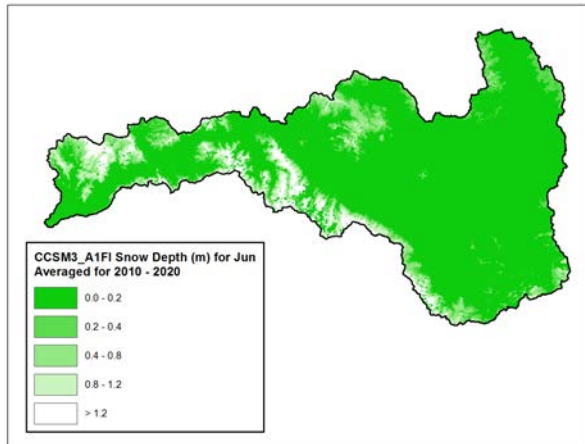 CCSM3_A1FI Snow Depth (m) for Jun
Averaged for 2010 - 2020
0.0 - 0.2
0.2 - 0.4
0.4 - 0.8
0.8 - 1.2
> 1.2